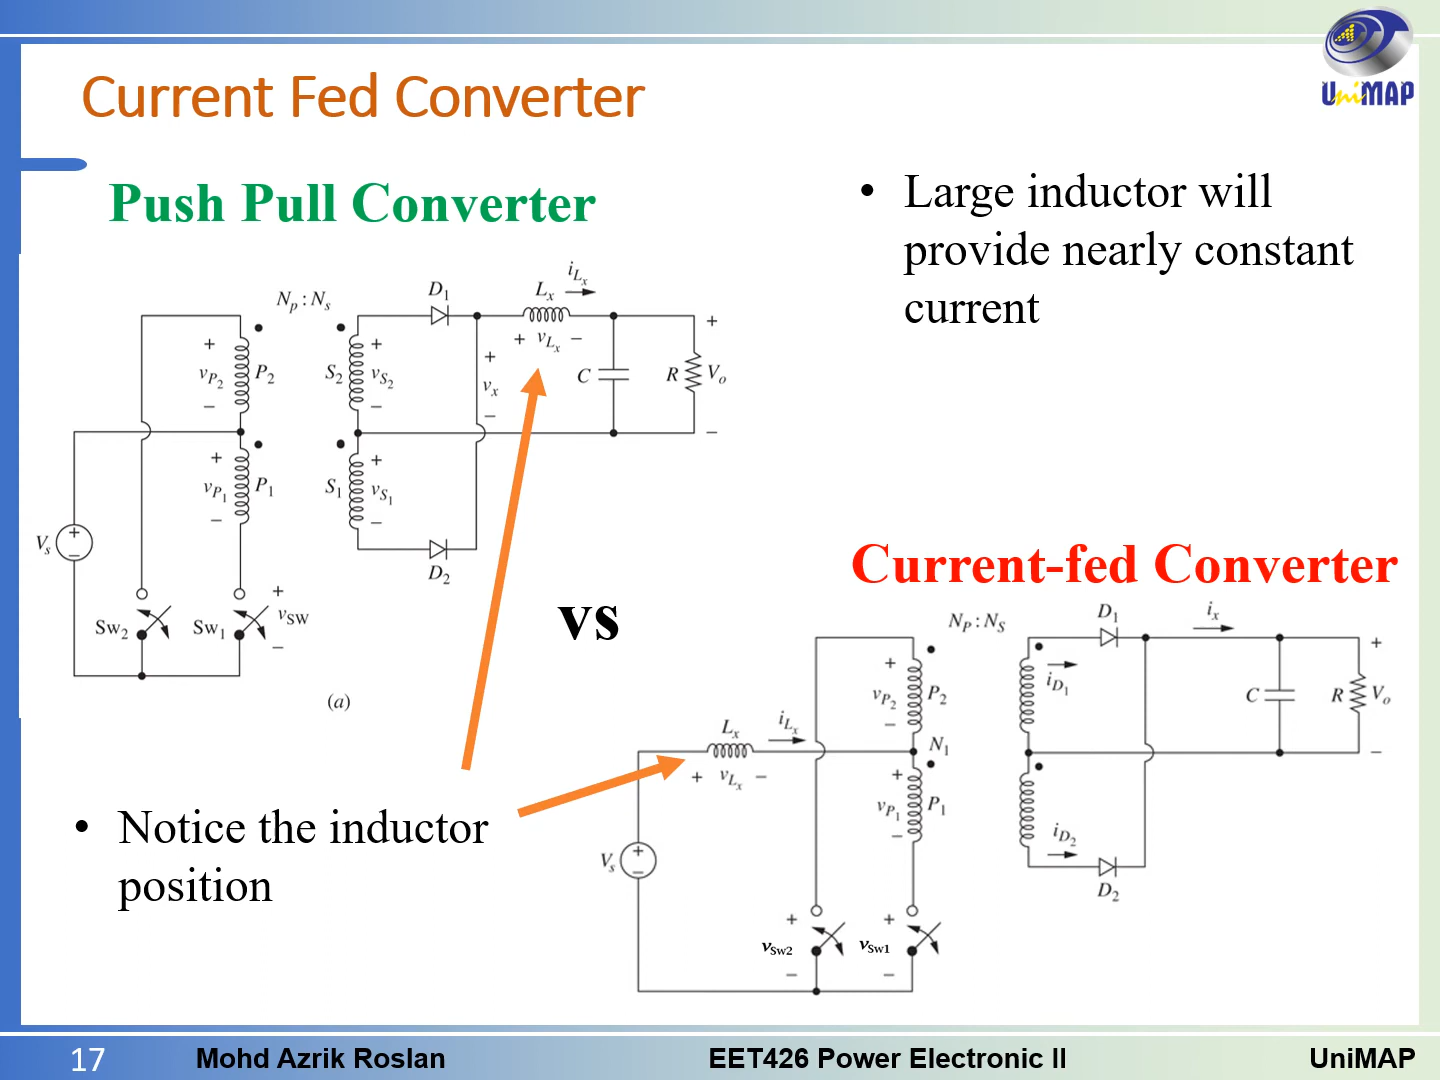 Current Fed Converter
UniMAP
Push Pull Converter
• Large inductor will
provide nearly constant
current
Np : Ns
D1
Lx
iLx
+ vLx −
+
vP2
−
P2
S2
+
vS2
−
+
vx
−
C
R
+
Vo
−
+
vP1
−
P1
S1
+
vS1
−
Vs
+
−
D2
Sw2
Sw1
+
vSW
−
(a)
vs
• Notice the inductor
position
Current-fed Converter
NP : NS
D1
ix
+
vP2
−
P2
iD1
C
R
+
Vo
−
Lx
iLx
+ vLx −
N1
+
vP1
−
P1
iD2
D2
Vs
+
−
+
vSw2
−
+
vSw1
−
17
Mohd Azrik Roslan
EET426 Power Electronic II
UniMAP